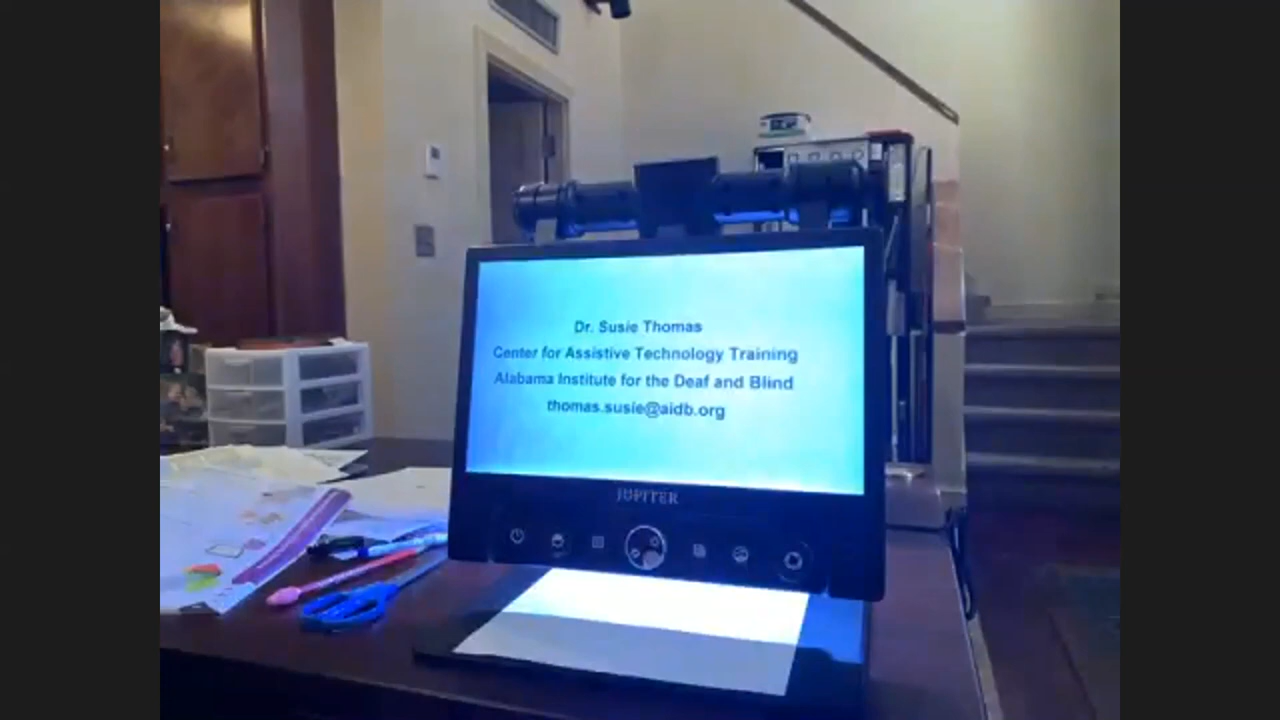 Dr. Susie Thomas
Center for Assistive Technology Training
Alabama Institute for the Deaf and Blind
thomas.susie@aidb.org
JUPITER